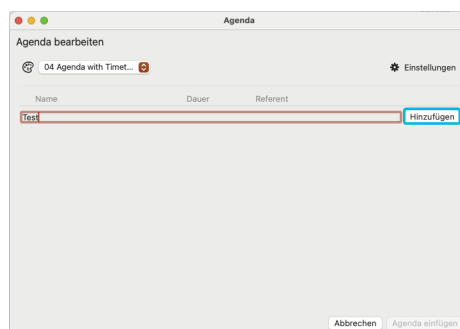 Agenda
Agenda bearbeiten
04 Agenda with Timet...
Einstellungen
Name Dauer Referent
Test Hinzufügen
Abbrechen Agenda einfügen